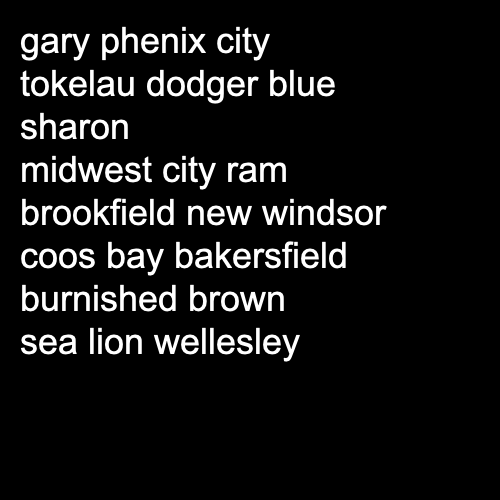 gary phenix city
tokelau dodger blue
sharon
midwest city ram
brookfield new windsor
coos bay bakersfield
burnished brown
sea lion wellesley